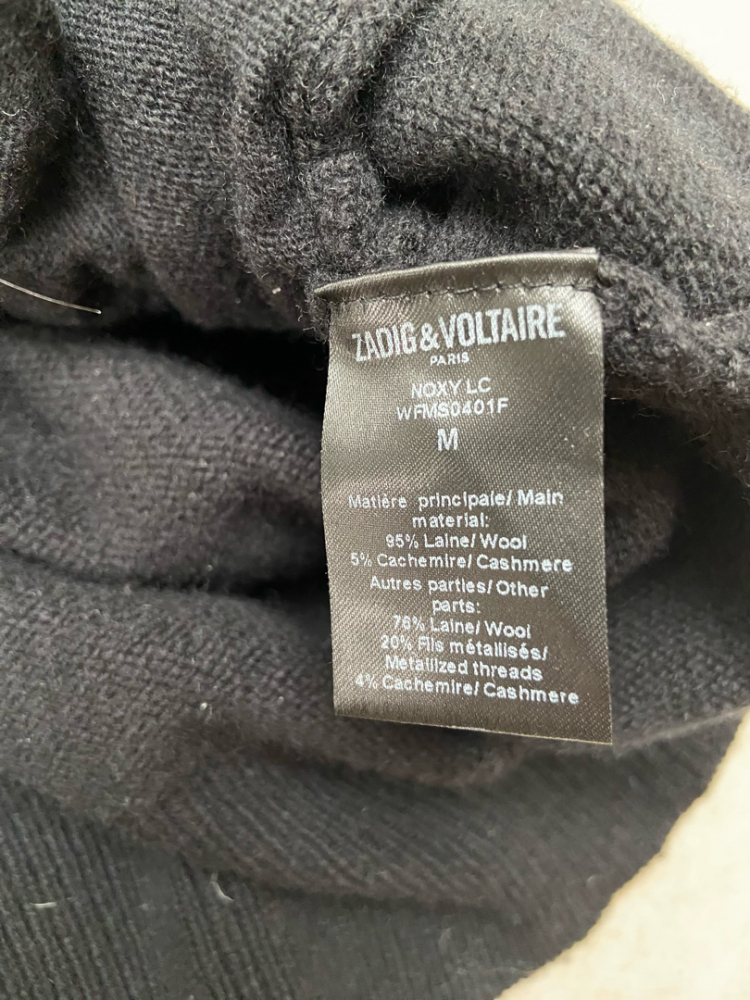 ZADIG&VOLTAIRE
PARIS
NOXY LC
WFMS0401F
M
Matière principale/ Main
material:
95% Laine/ Wool
5% Cachemire/ Cashmere
Autres parties/ Other
parts:
76% Laine/ Wool
20% Fils métallisés/
Metallized threads
4% Cachemire/ Cashmere